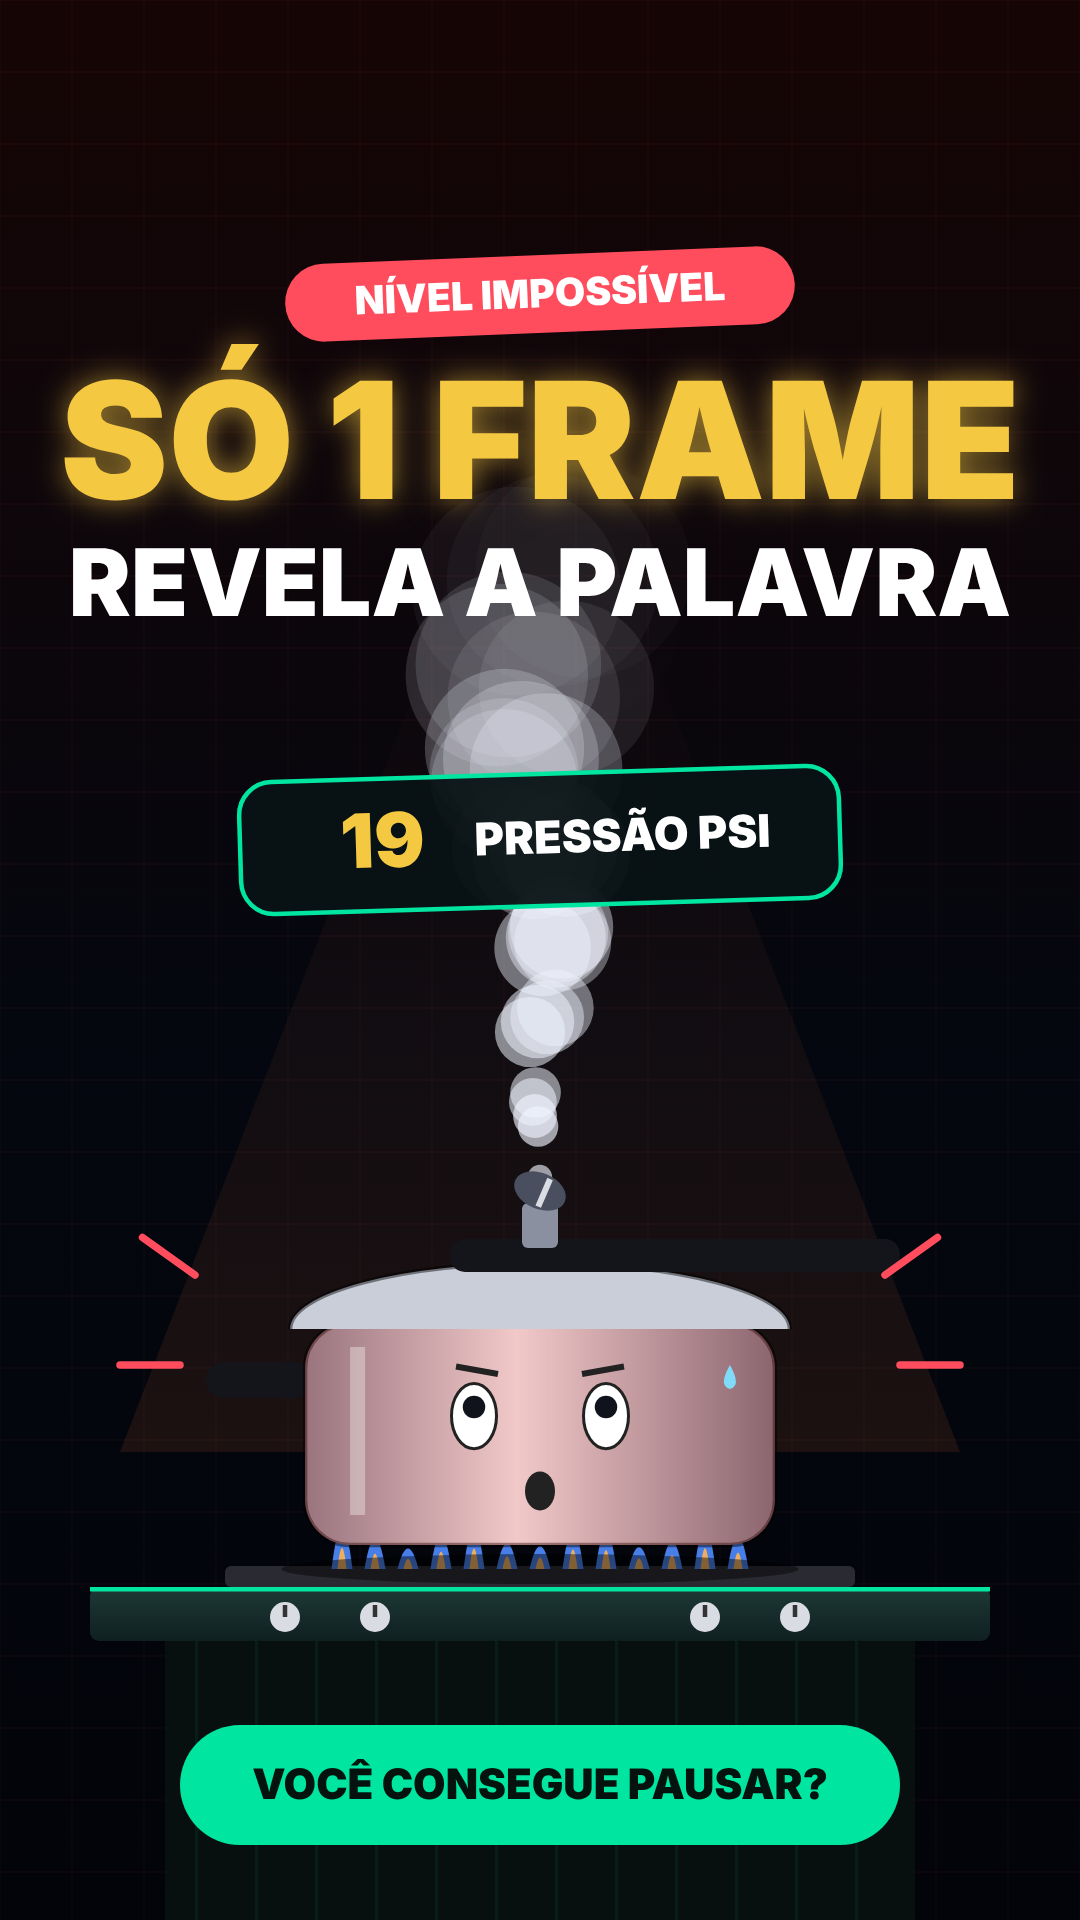 NÍVEL IMPOSSÍVEL
SÓ 1 FRAME
REVELA A PALAVRA
19 PRESSÃO PSI
VOCÊ CONSEGUE PAUSAR?